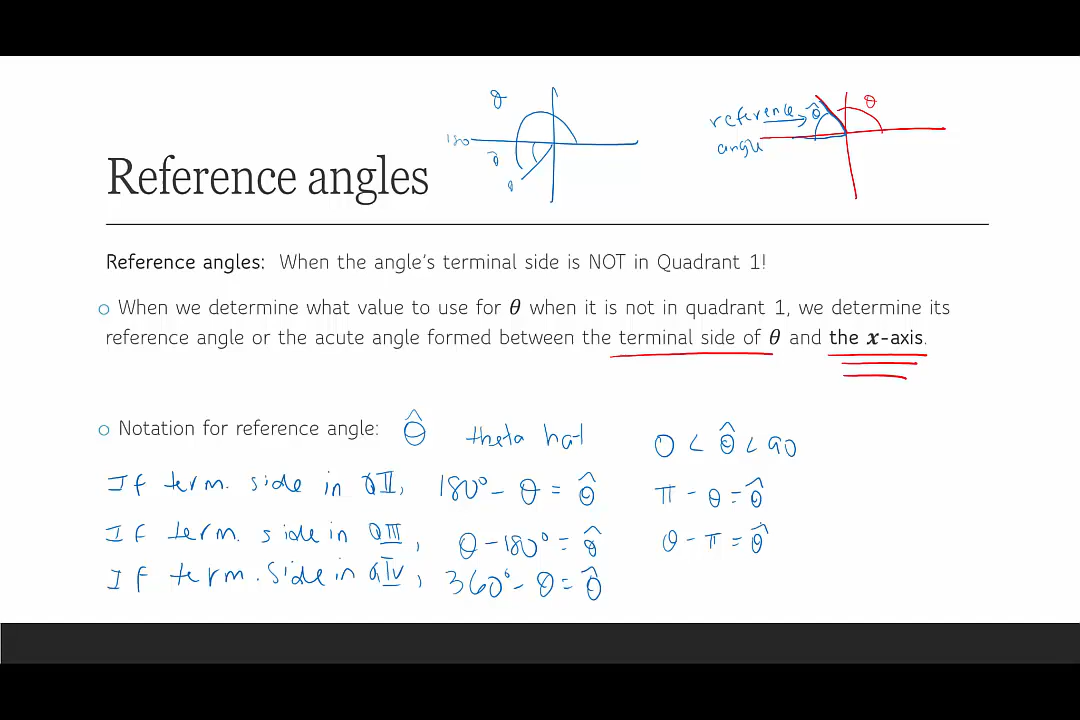 θ
180
θ̂
θ
reference θ̂ θ
angle
Reference angles
Reference angles: When the angle's terminal side is NOT in Quadrant 1!
When we determine what value to use for θ when it is not in quadrant 1, we determine its
reference angle or the acute angle formed between the terminal side of θ and the x-axis.
Notation for reference angle: θ̂ theta hat 0 < θ̂ < 90
If term. side in QII, 180° - θ = θ̂ π - θ = θ̂
If term. side in QIII, θ - 180° = θ̂ θ - π = θ̂
If term. side in QIV, 360° - θ = θ̂